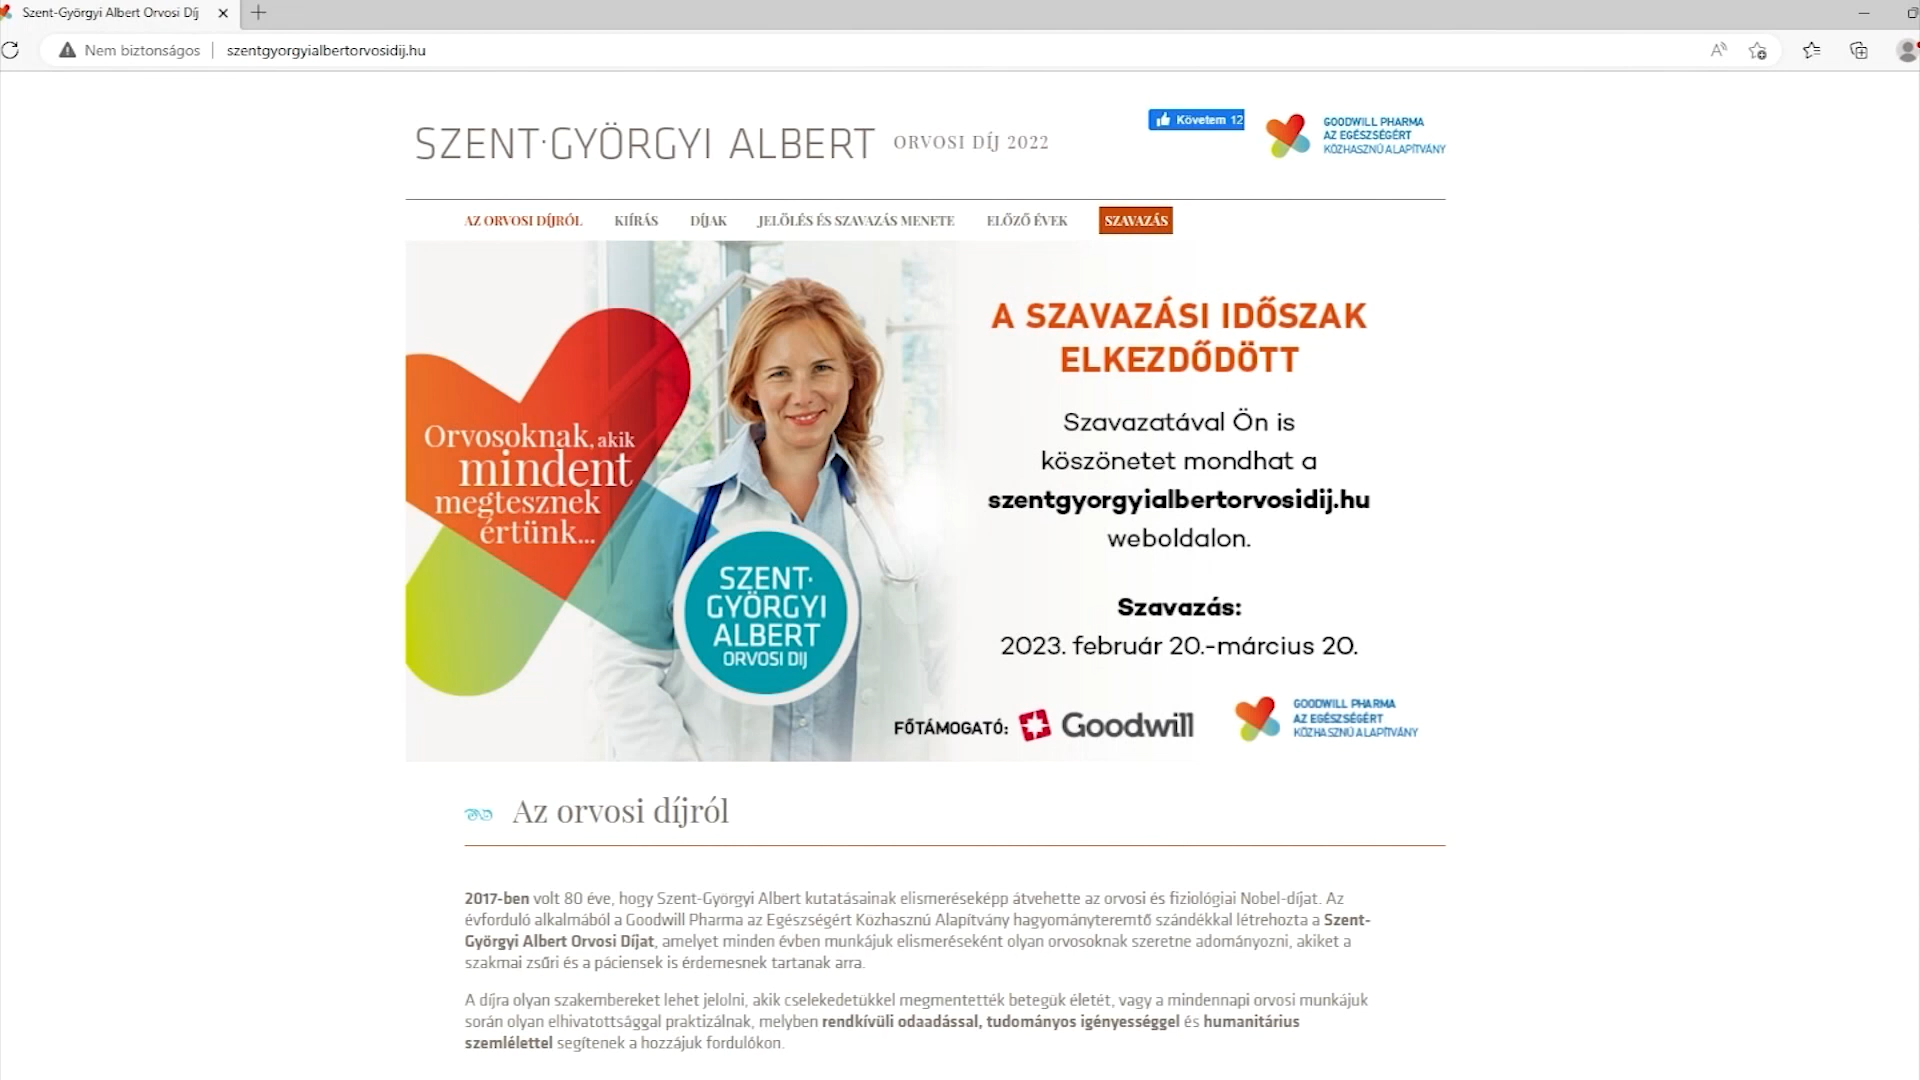 Szent-Györgyi Albert Orvosi Díj
Nem biztonságos
szentgyorgyialbertorvosidij.hu
SZENT-GYÖRGYI ALBERT ORVOSI DÍJ 2022
Követem 12
GOODWILL PHARMA
AZ EGÉSZSÉGÉRT
KÖZHASZNÚ ALAPÍTVÁNY
AZ ORVOSI DÍJRÓL KIÍRÁS DÍJAK JELÖLÉS ÉS SZAVAZÁS MENETE ELŐZŐ ÉVEK SZAVAZÁS
Orvosoknak, akik
mindent
megtesznek
értünk...
SZENT-
GYÖRGYI
ALBERT
ORVOSI DIJ
A SZAVAZÁSI IDŐSZAK
ELKEZDŐDÖTT
Szavazatával Ön is
köszönetet mondhat a
szentgyorgyialbertorvosidij.hu
weboldalon.
Szavazás:
2023. február 20.-március 20.
FŐTÁMOGATÓ: Goodwill
GOODWILL PHARMA
AZ EGÉSZSÉGÉRT
KÖZHASZNÚ ALAPÍTVÁNY
Az orvosi díjról
2017-ben volt 80 éve, hogy Szent-Györgyi Albert kutatásainak elismeréseképp átvehette az orvosi és fiziológiai Nobel-díjat. Az
évforduló alkalmából a Goodwill Pharma az Egészségért Közhasznú Alapítvány hagyományteremtő szándékkal létrehozta a Szent-
Györgyi Albert Orvosi Díjat, amelyet minden évben munkájuk elismeréseként olyan orvosoknak szeretne adományozni, akiket a
szakmai zsűri és a páciensek is érdemesnek tartanak arra.
A díjra olyan szakembereket lehet jelölni, akik cselekedetükkel megmentették betegük életét, vagy a mindennapi orvosi munkájuk
során olyan elhivatottsággal praktizálnak, melyben rendkívüli odaadással, tudományos igényességgel és humanitárius
szemlélettel segítenek a hozzájuk fordulókon.